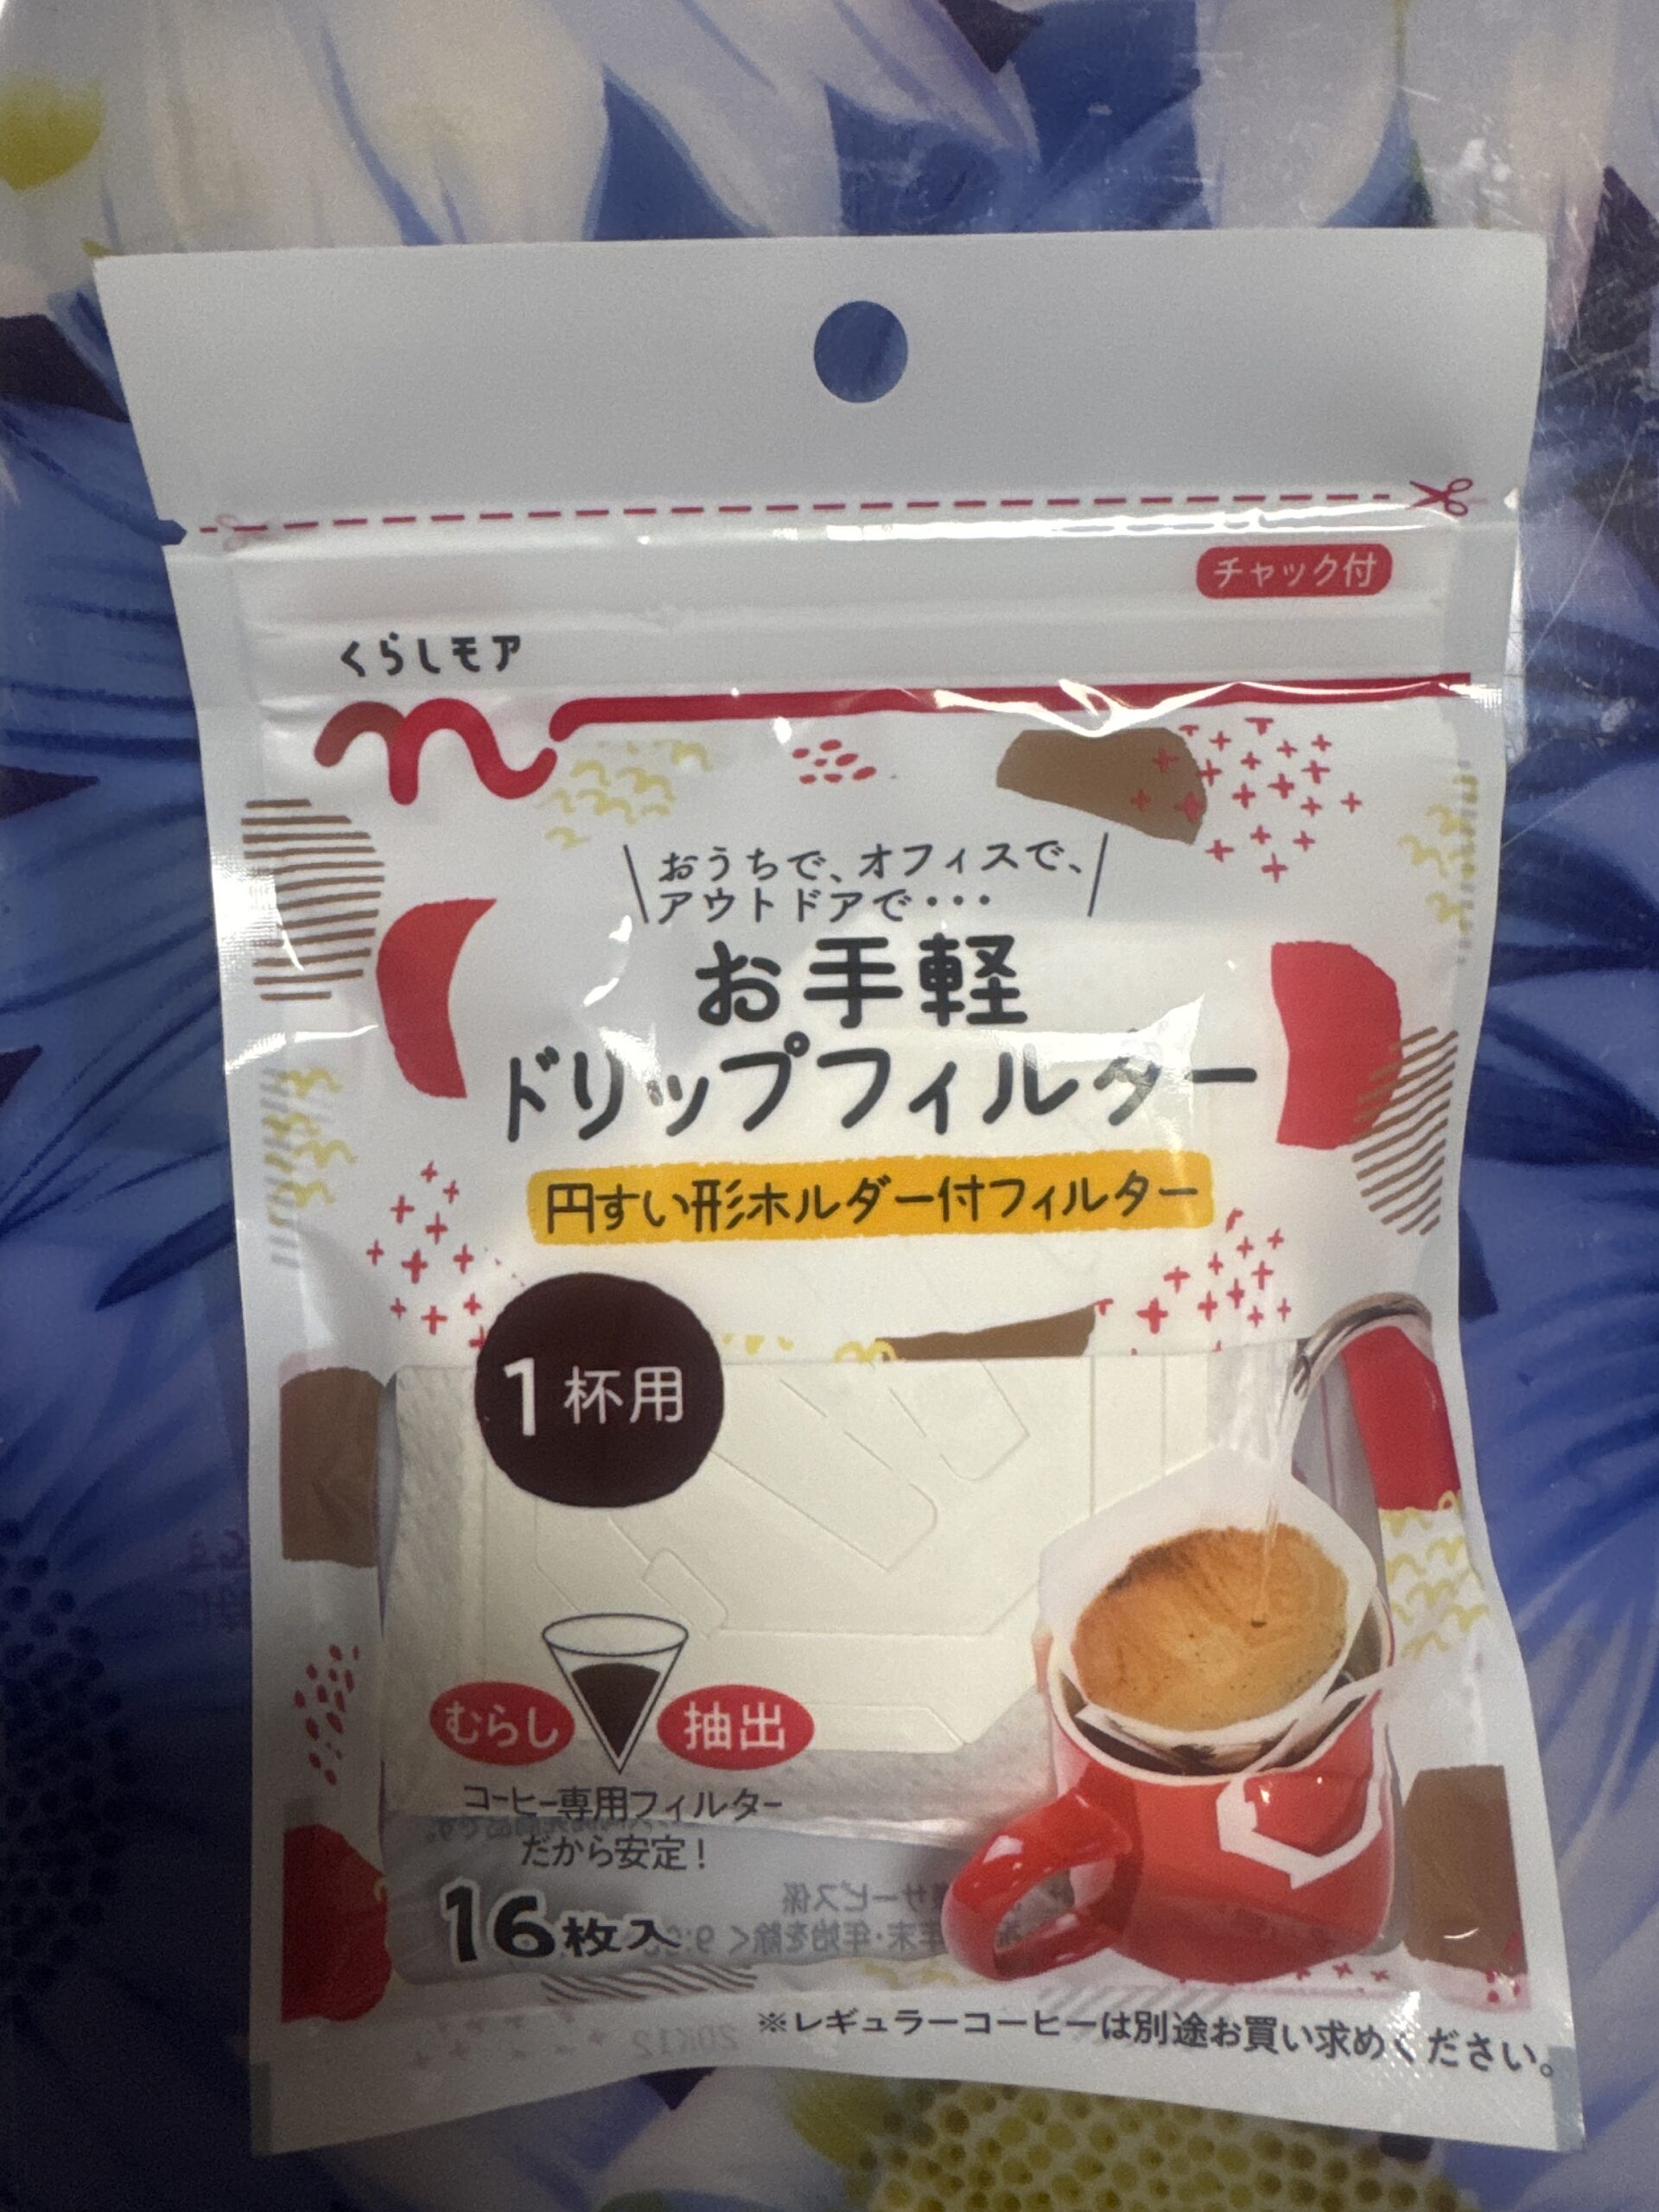 チャック付
くらしモア
おうちで、オフィスで、
アウトドアで・・・
お手軽
ドリップフィルター
円すい形ホルダー付フィルター
1杯用
むらし
抽出
コーヒー専用フィルター
だから安定!
16枚入
※レギュラーコーヒーは別途お買い求めください。